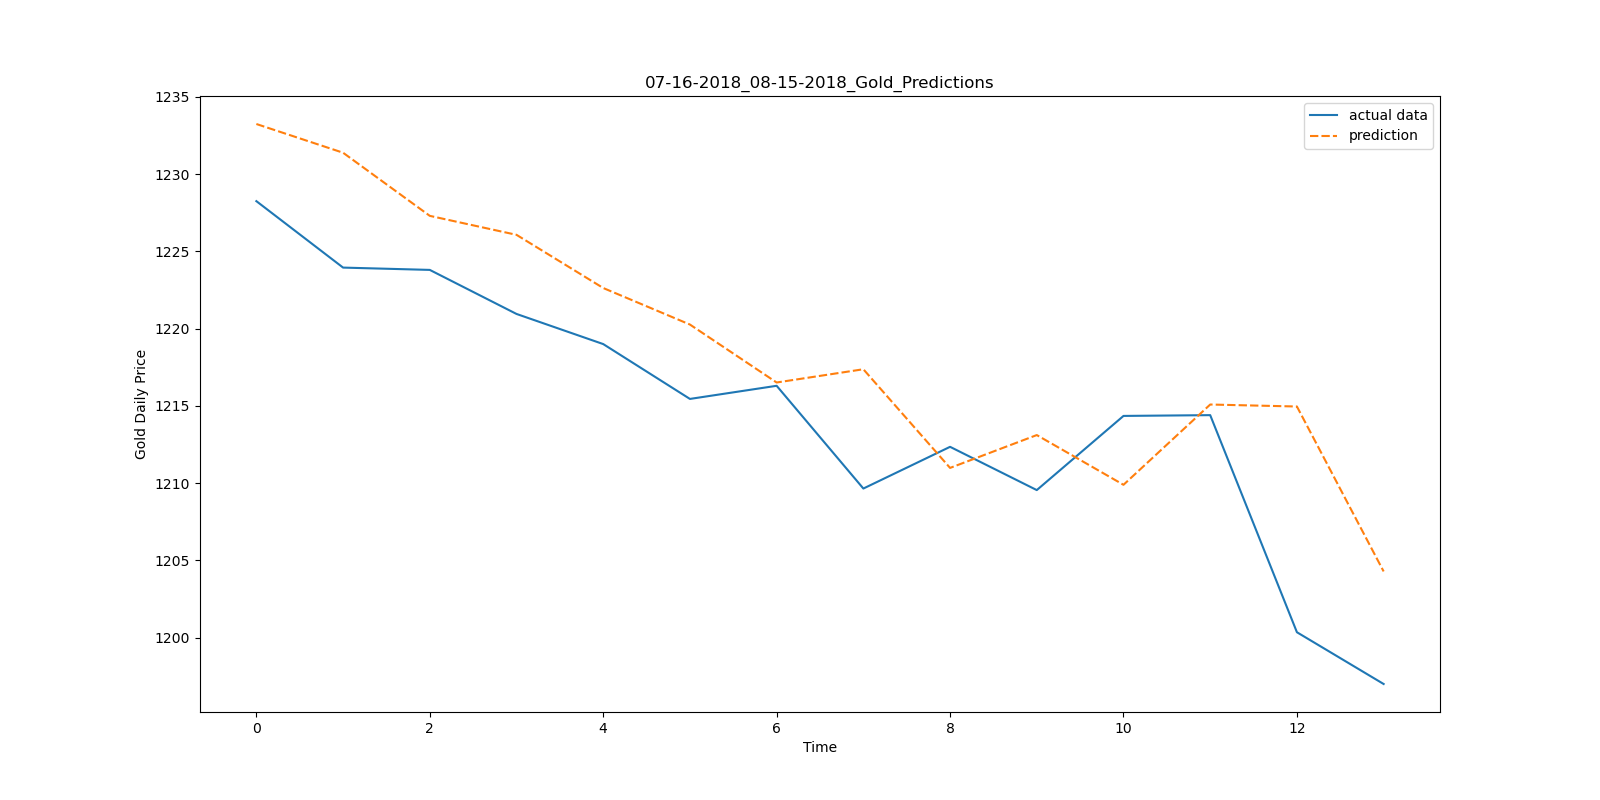 07-16-2018_08-15-2018_Gold_Predictions
actual data
prediction
Gold Daily Price
1235
1230
1225
1220
1215
1210
1205
1200
0 2 4 6 8 10 12
Time